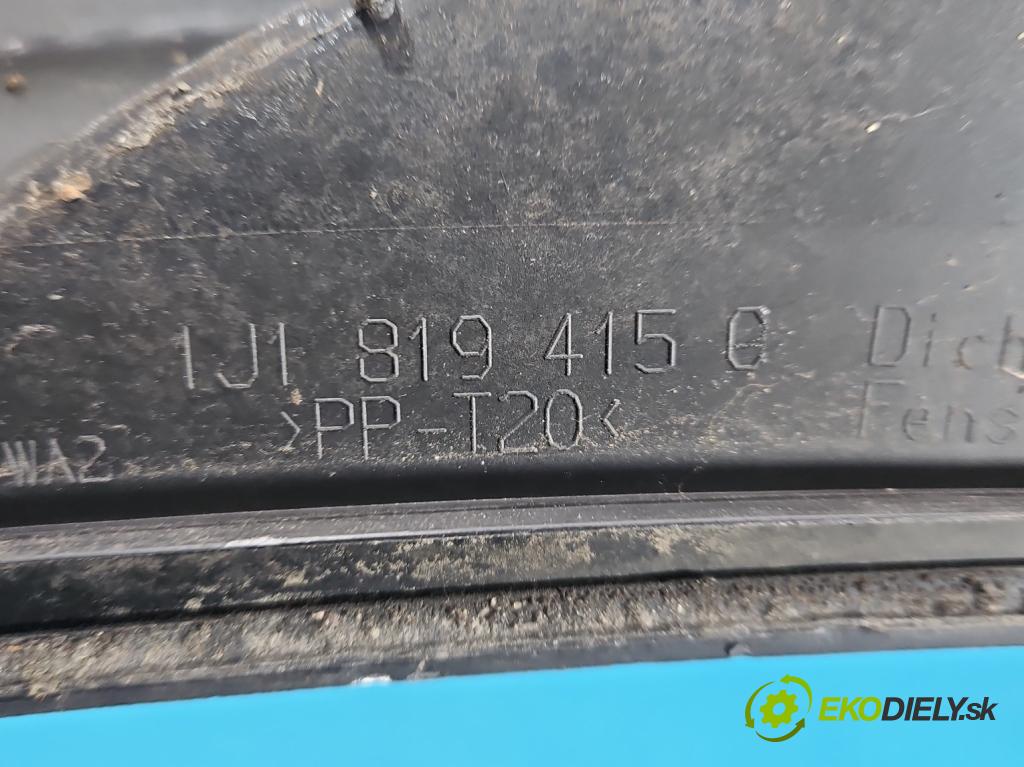 1J1 819 415
>PP-T20<
WA2
EKODIELY.sk